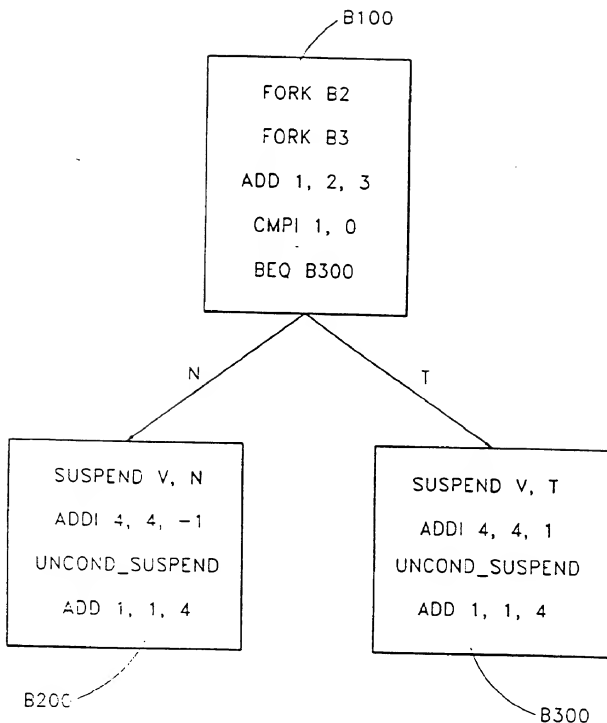 B100
FORK B2
FORK B3
ADD 1, 2, 3
CMPI 1, 0
BEQ B300
N
T
SUSPEND V, N
ADDI 4, 4, -1
UNCOND_SUSPEND
ADD 1, 1, 4
SUSPEND V, T
ADDI 4, 4, 1
UNCOND_SUSPEND
ADD 1, 1, 4
B200
B300